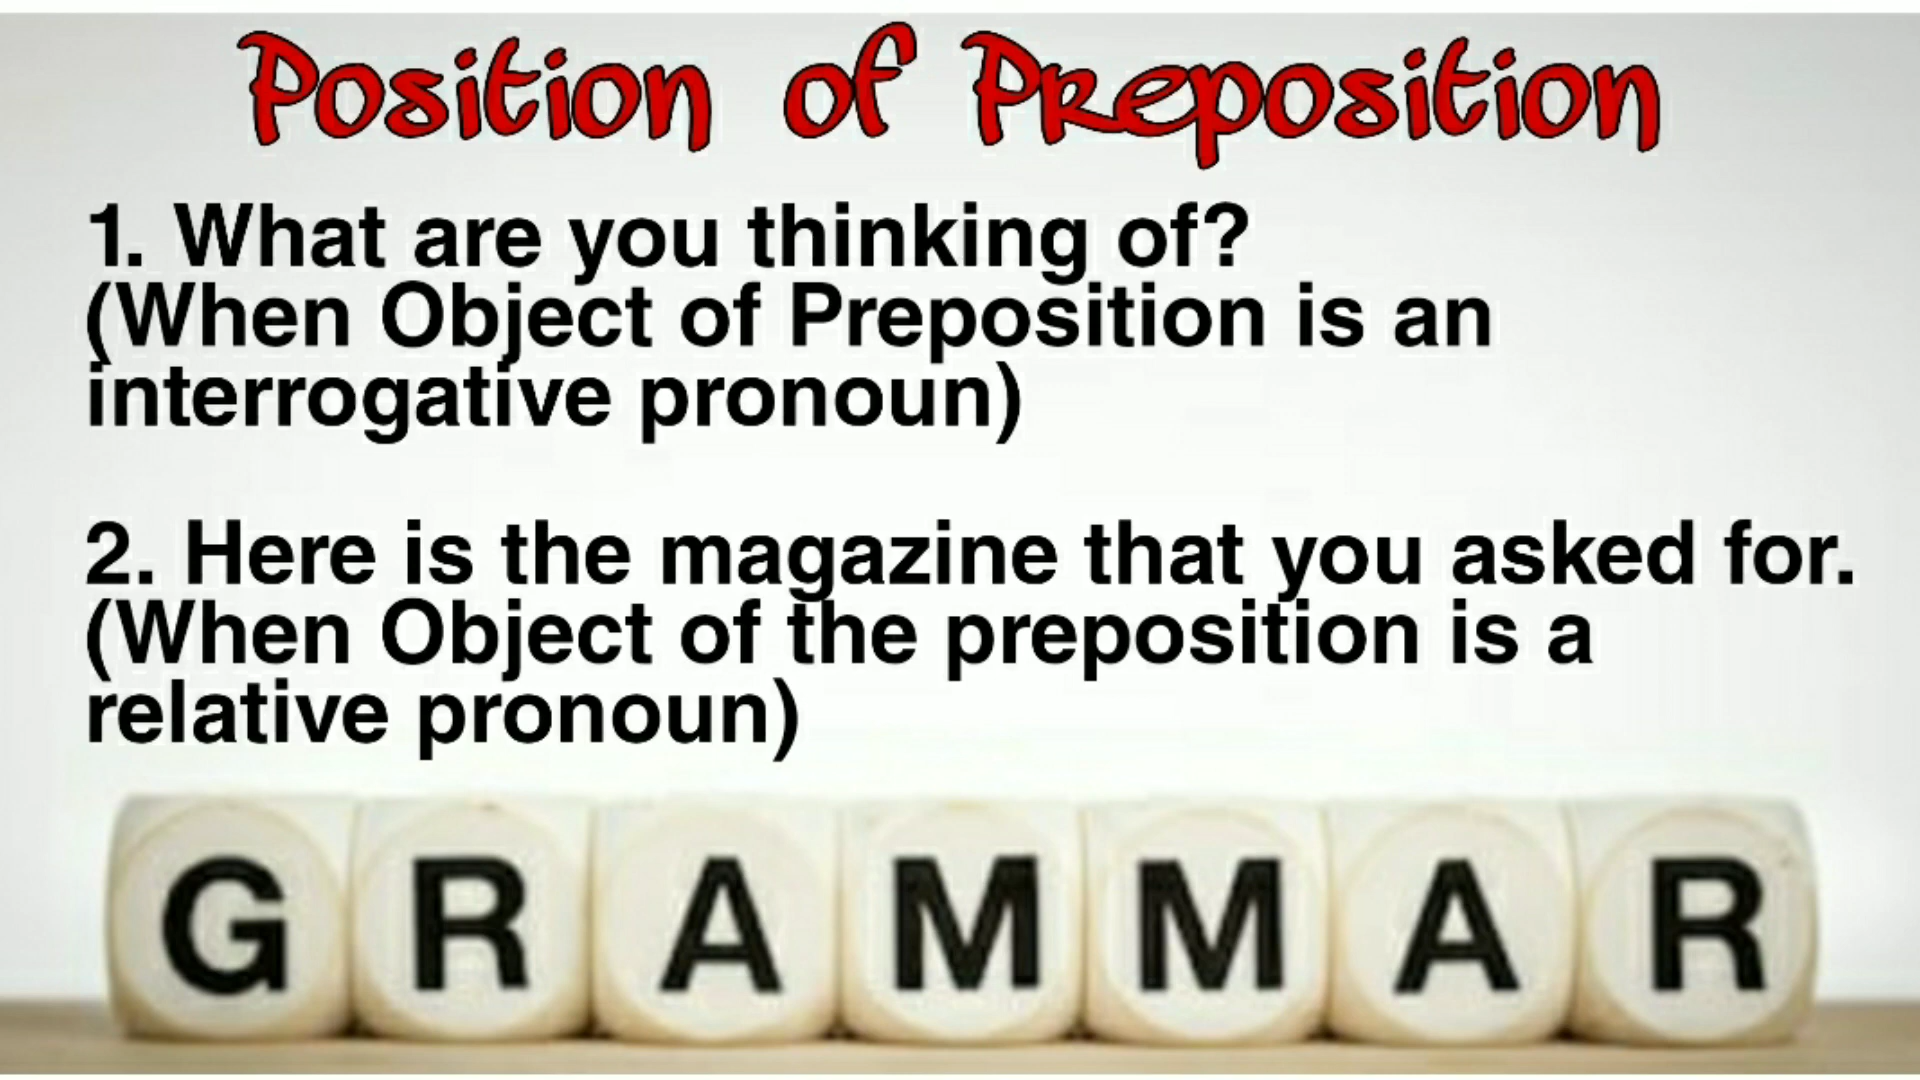 Position of Preposition
1. What are you thinking of?
(When Object of Preposition is an
interrogative pronoun)
2. Here is the magazine that you asked for.
(When Object of the preposition is a
relative pronoun)
GRAMMAR